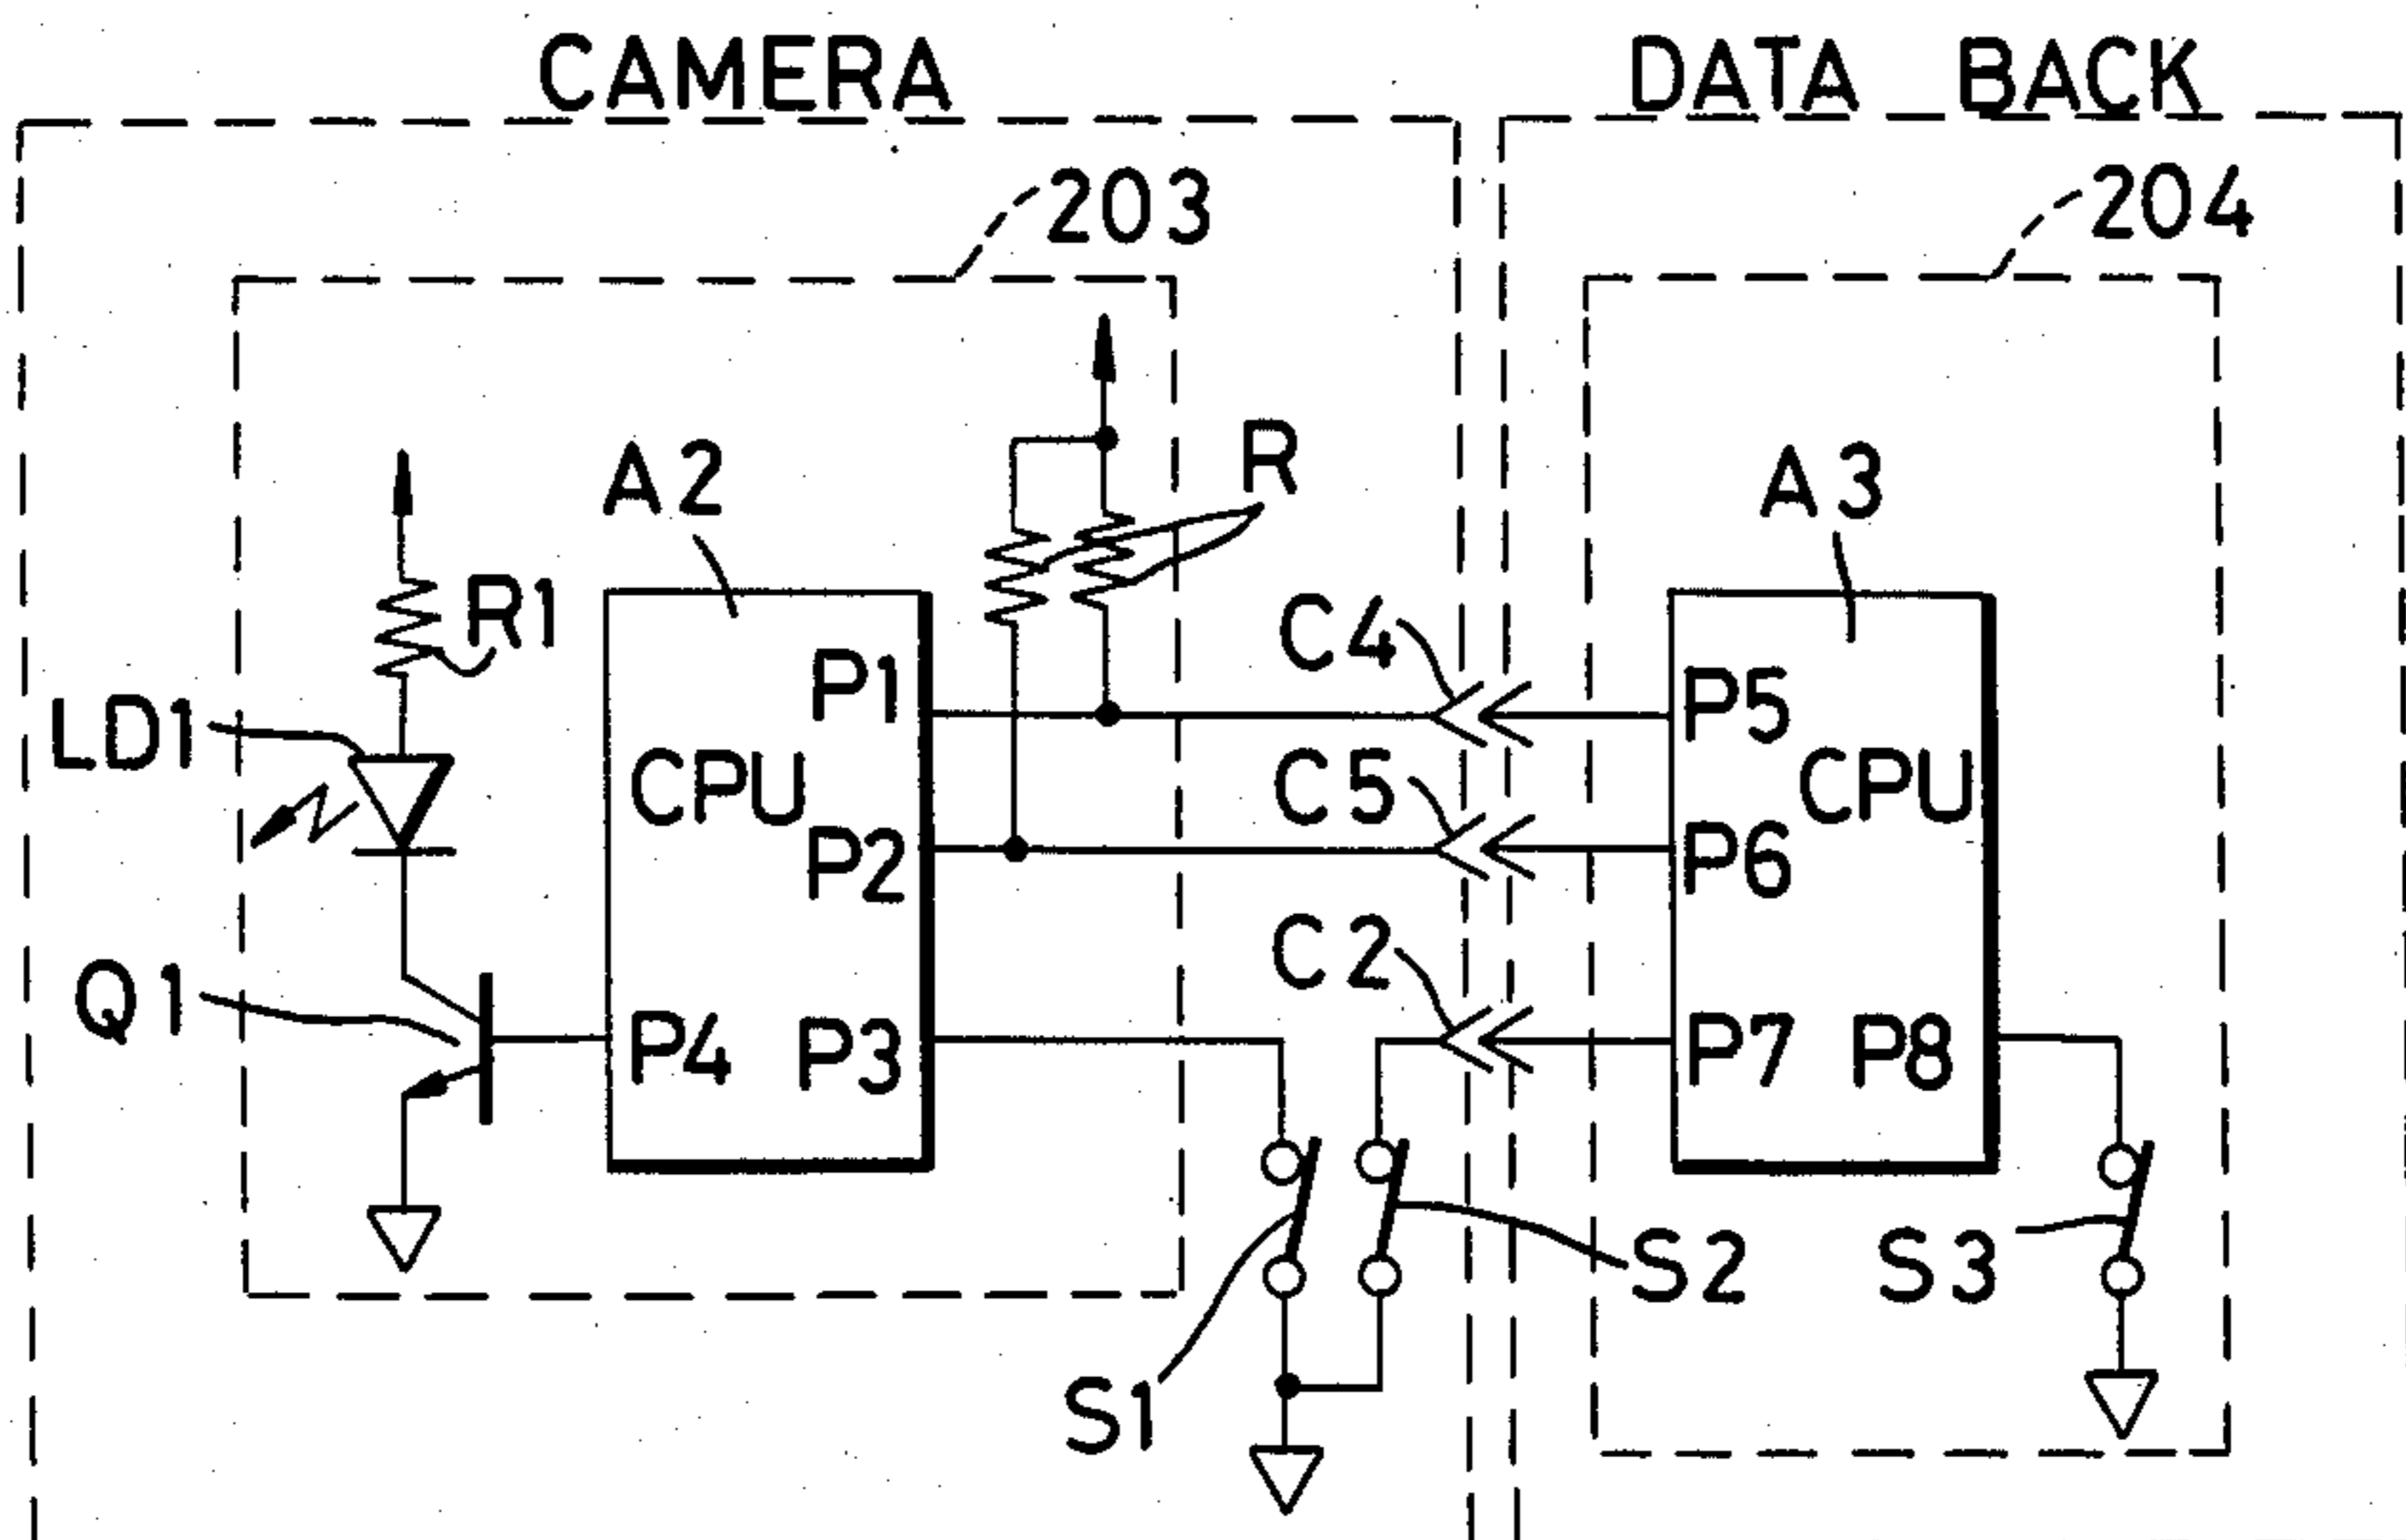 CAMERA
DATA BACK
203
204
A2
R
A3
R1
C4
P1
P5
LD1
CPU
C5
CPU
P2
P6
C2
Q1
P4
P3
P7
P8
S2
S3
S1